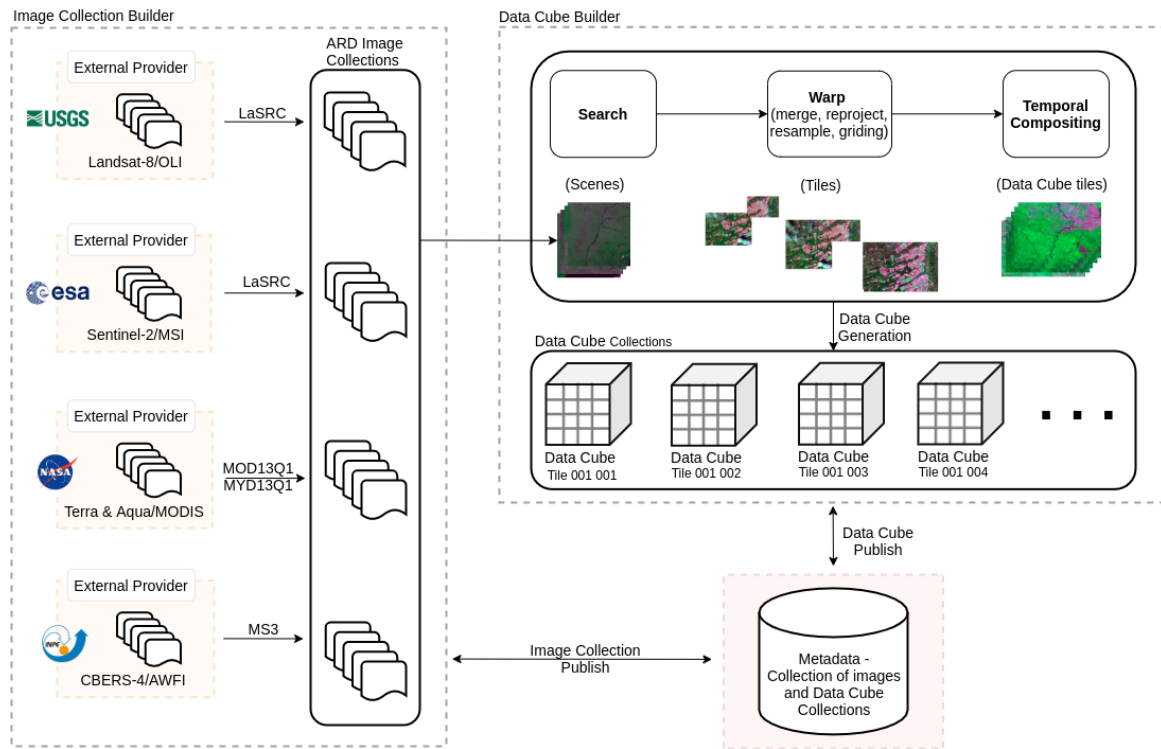 Image Collection Builder
External Provider
USGS
Landsat-8/OLI
LaSRC
External Provider
esa
Sentinel-2/MSI
LaSRC
External Provider
NASA
Terra & Aqua/MODIS
MOD13Q1
MYD13Q1
External Provider
INPE
CBERS-4/AWFI
MS3
ARD Image
Collections
Data Cube Builder
Search
Warp
(merge, reproject,
resample, griding)
Temporal
Compositing
(Scenes)
(Tiles)
(Data Cube tiles)
Data Cube
Generation
Data Cube Collections
Data Cube
Tile 001 001
Data Cube
Tile 001 002
Data Cube
Tile 001 003
Data Cube
Tile 001 004
Data Cube
Publish
Image Collection
Publish
Metadata -
Collection of images
and Data Cube
Collections